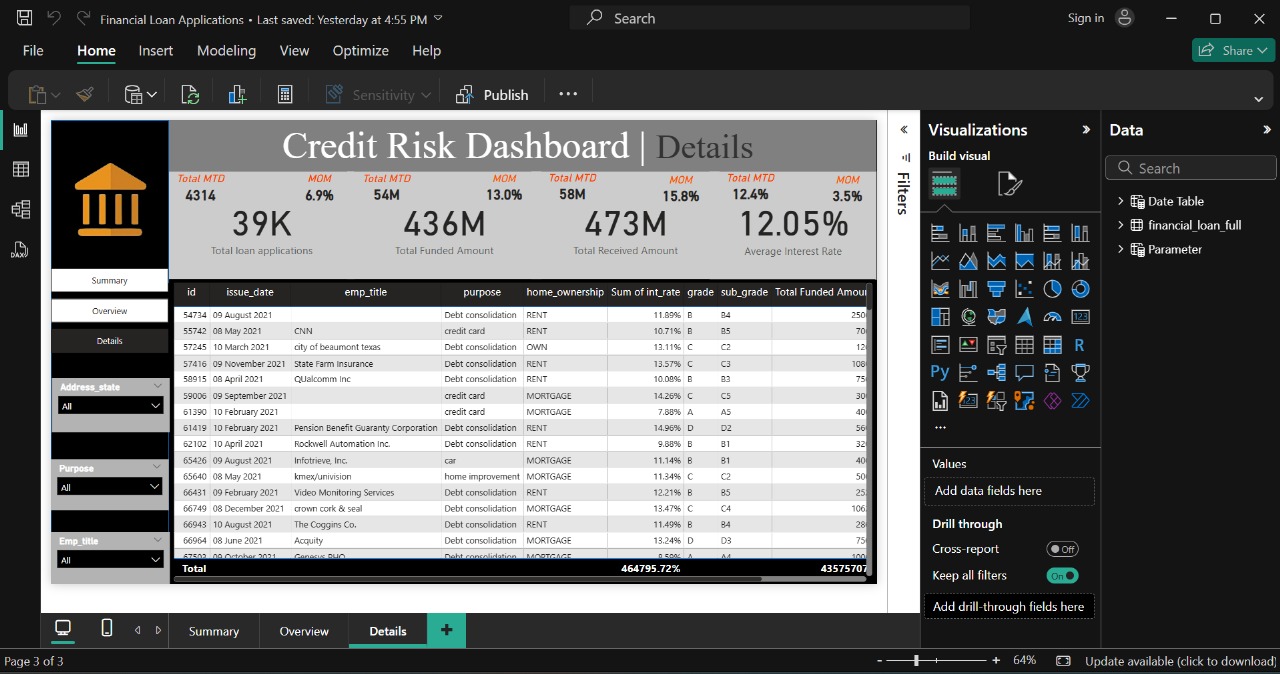 Financial Loan Applications • Last saved: Yesterday at 4:55 PM
Search
Sign in
File Home Insert Modeling View Optimize Help
Share
Sensitivity
Publish
Credit Risk Dashboard | Details
Total MTD MOM Total MTD MOM Total MTD MOM Total MTD MOM
4314 6.9% 54M 13.0% 58M 15.8% 12.4% 3.5%
39K 436M 473M 12.05%
Total loan applications Total Funded Amount Total Received Amount Average Interest Rate
Summary
Overview
Details
Address_state
All
Purpose
All
Emp_title
All
id issue_date emp_title purpose home_ownership Sum of int_rate grade sub_grade Total Funded Amour
54734 09 August 2021 Debt consolidation RENT 11.89% B B4 250
55742 08 May 2021 CNN credit card RENT 10.71% B B5 70
57245 10 March 2021 city of beaumont texas Debt consolidation OWN 13.11% C C2 12
57416 09 November 2021 State Farm Insurance Debt consolidation RENT 13.57% C C3 108
58915 08 April 2021 QUalcomm Inc Debt consolidation RENT 10.08% B B3 75
59006 09 September 2021 credit card MORTGAGE 14.26% C C5 30
61390 10 February 2021 credit card MORTGAGE 7.88% A A5 40
61419 10 February 2021 Pension Benefit Guaranty Corporation Debt consolidation RENT 14.96% D D2 56
62102 10 April 2021 Rockwell Automation Inc. Debt consolidation RENT 9.88% B B1 32
65426 09 August 2021 Infotrieve, Inc. car MORTGAGE 11.14% B B1 40
65640 08 May 2021 kmex/univision home improvement MORTGAGE 11.34% C C2 50
66431 09 February 2021 Video Monitoring Services Debt consolidation RENT 12.21% B B5 25
66749 08 December 2021 crown cork & seal Debt consolidation MORTGAGE 13.47% C C4 106
66943 10 August 2021 The Coggins Co. Debt consolidation RENT 11.49% B B4 28
66964 08 June 2021 Acquity Debt consolidation MORTGAGE 13.24% D D3 75
67503 09 October 2021 Genesys PHO Debt consolidation MORTGAGE 8.59% A A4 100
Total 464795.72% 43575707
Filters
Visualizations
Build visual
R
Py
123
Values
Add data fields here
Drill through
Cross-report Off
Keep all filters On
Add drill-through fields here
Data
Search
Date Table
financial_loan_full
Parameter
DAX
Summary Overview Details +
Page 3 of 3
- + 64%
Update available (click to download)